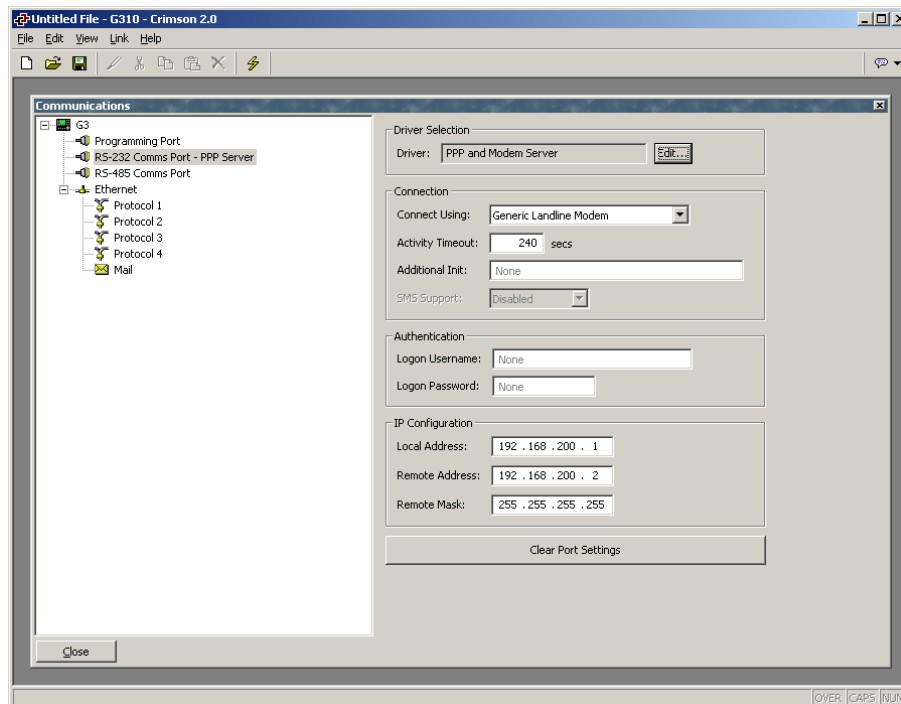 Untitled File - G310 - Crimson 2.0
File Edit View Link Help
Communications
G3
Programming Port
RS-232 Comms Port - PPP Server
RS-485 Comms Port
Ethernet
Protocol 1
Protocol 2
Protocol 3
Protocol 4
Mail
Driver Selection
Driver: PPP and Modem Server Edit...
Connection
Connect Using: Generic Landline Modem
Activity Timeout: 240 secs
Additional Init: None
SMS Support: Disabled
Authentication
Logon Username: None
Logon Password: None
IP Configuration
Local Address: 192 . 168 . 200 . 1
Remote Address: 192 . 168 . 200 . 2
Remote Mask: 255 . 255 . 255 . 255
Clear Port Settings
Close
OVER CAPS NUM